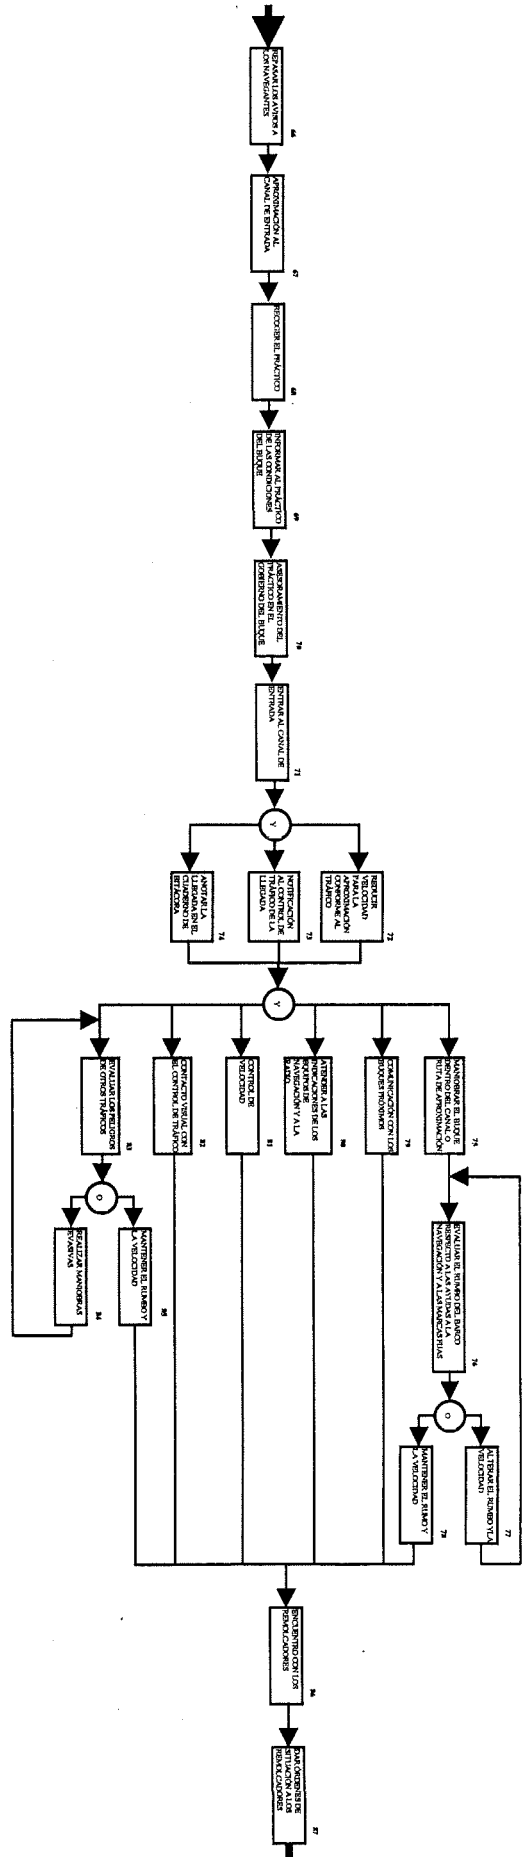 REPASAR LOS AVISOS A
LOS NAVEGANTES
66
APROXIMACIÓN AL
CANAL DE ENTRADA
67
RECOGER EL PRÁCTICO
68
INFORMAR AL PRÁCTICO
DE LAS CONDICIONES
DEL BUQUE
69
ASESORAMIENTO DEL
PRÁCTICO EN EL
GOBIERNO DEL BUQUE
70
ENTRAR AL CANAL DE
ENTRADA
71
Y
REDUCIR
VELOCIDAD
PARA LA
APROXIMACIÓN
CONFORME AL
TRÁFICO
72
NOTIFICACIÓN
AL CONTROL DE
TRÁFICO DE LA
LLEGADA
73
ANOTAR LA
LLEGADA EN EL
CUADERNO DE
BITÁCORA
74
Y
MANIOBRAR EL BUQUE
DENTRO DEL CANAL O
RUTA DE APROXIMACIÓN
75
EVALUAR EL RUMBO DEL BARCO
RESPECTO A LAS AYUDAS A LA
NAVEGACIÓN Y A LAS MARCAS FIJAS
76
O
ALTERAR EL RUMBO Y LA
VELOCIDAD
77
MANTENER EL RUMO Y
LA VELOCIDAD
78
COMUNICACIÓN CON LOS
BUQUES PRÓXIMOS
79
ATENDER A LAS
INDICACIONES DE LOS
EQUIPOS DE
NAVEGACIÓN Y A LA
RADIO
80
CONTROL DE
VELOCIDAD
81
CONTACTO VISUAL CON
EL CONTROL DE TRÁFICO
82
EVALUAR LOS PELIGROS
DE OTROS TRÁFICOS
83
O
MANTENER EL RUMBO Y
LA VELOCIDAD
85
REALIZAR MANIOBRAS
EVASIVAS
84
ENCUENTRO CON LOS
REMOLCADORES
86
DAR ÓRDENES DE
SITUACIÓN A LOS
REMOLCADORES
87